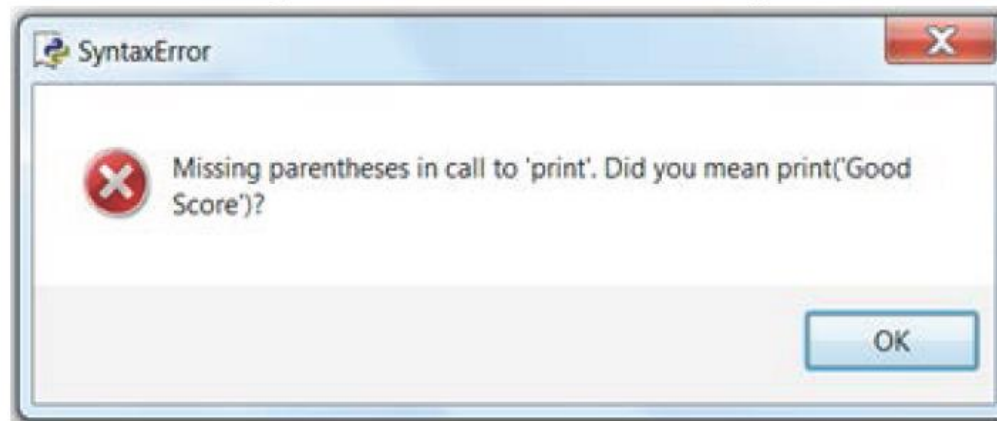 SyntaxError
Missing parentheses in call to 'print'. Did you mean print('Good
Score')?
OK